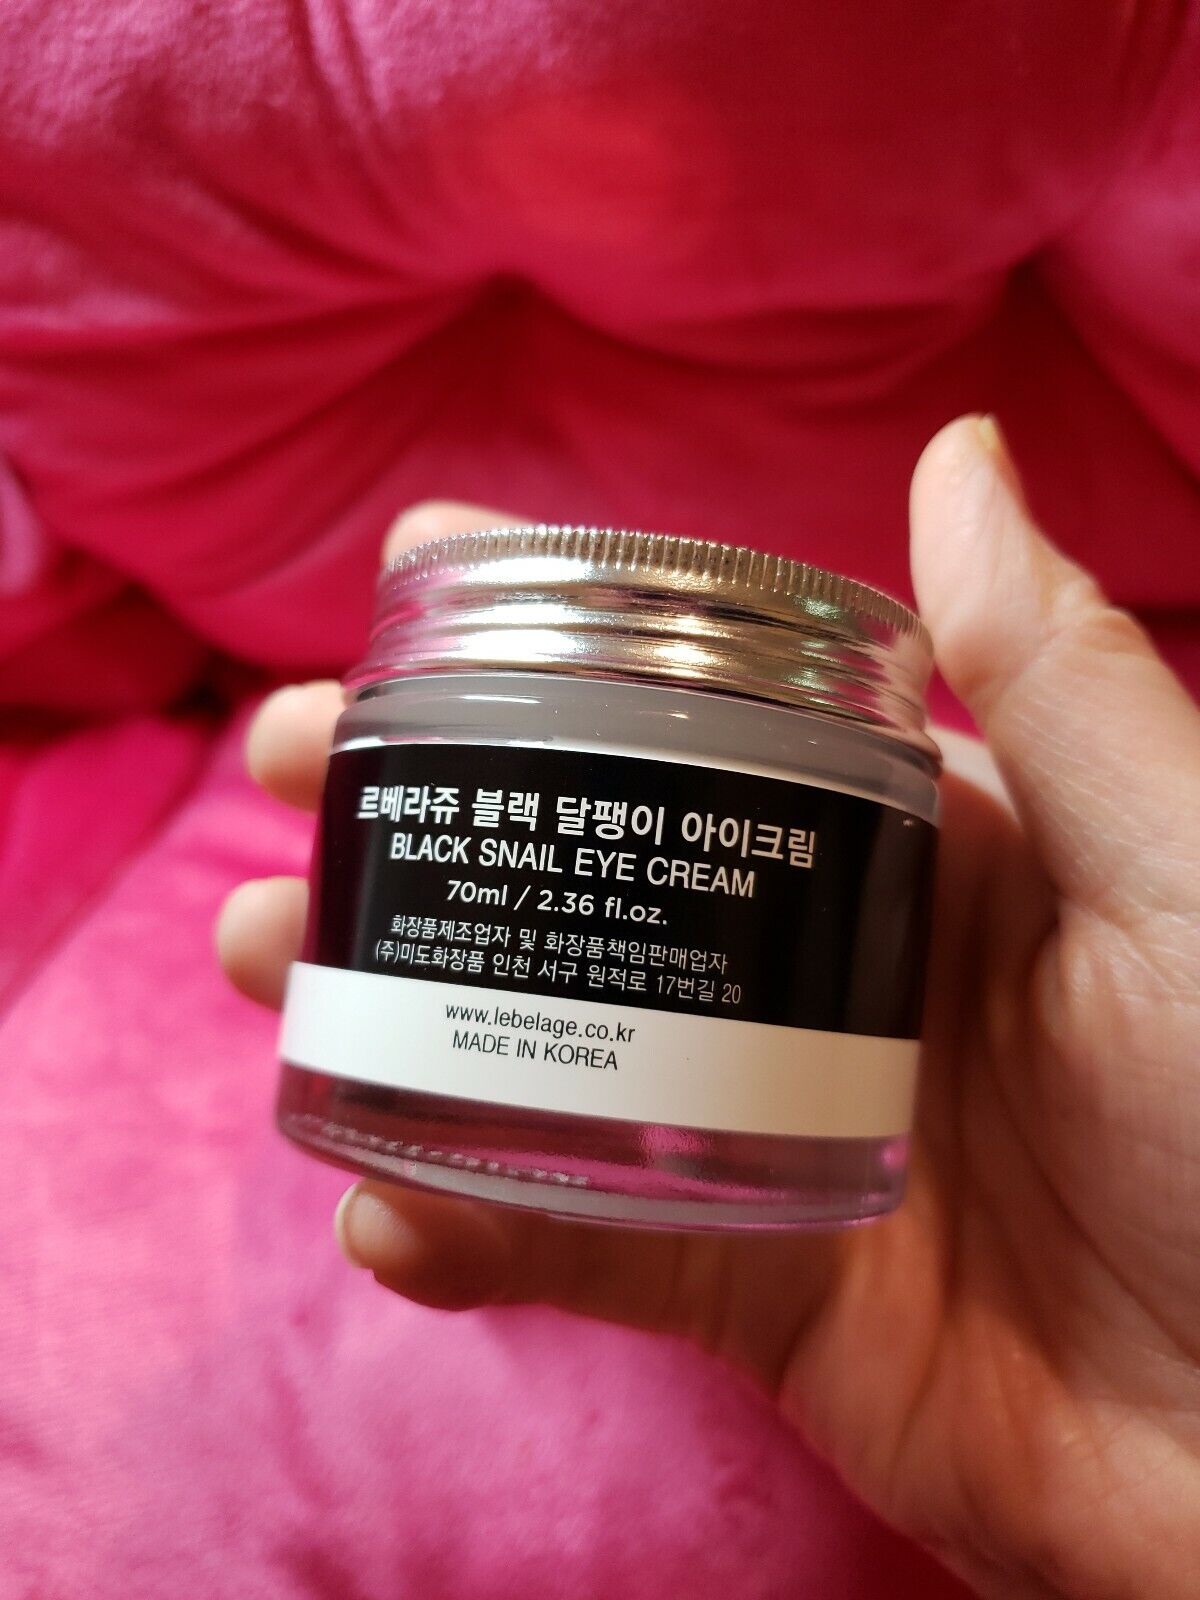 르베라쥬 블랙 달팽이 아이크림
BLACK SNAIL EYE CREAM
70ml / 2.36 fl.oz.
화장품제조업자 및 화장품책임판매업자
(주)미도화장품 인천 서구 원적로 17번길 20
www.lebelage.co.kr
MADE IN KOREA